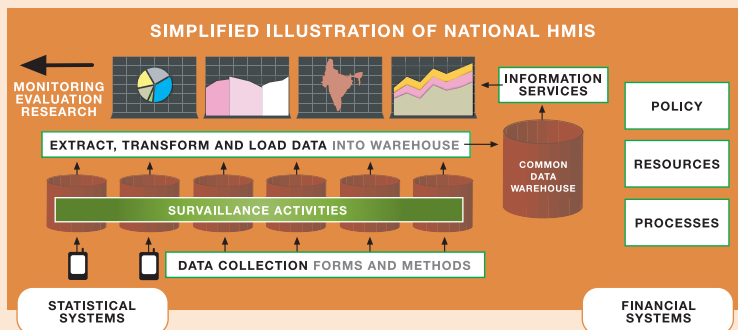 SIMPLIFIED ILLUSTRATION OF NATIONAL HMIS
MONITORING
EVALUATION
RESEARCH
INFORMATION
SERVICES
POLICY
EXTRACT, TRANSFORM AND LOAD DATA INTO WAREHOUSE
COMMON
DATA
WAREHOUSE
RESOURCES
SURVAILLANCE ACTIVITIES
PROCESSES
DATA COLLECTION FORMS AND METHODS
STATISTICAL
SYSTEMS
FINANCIAL
SYSTEMS